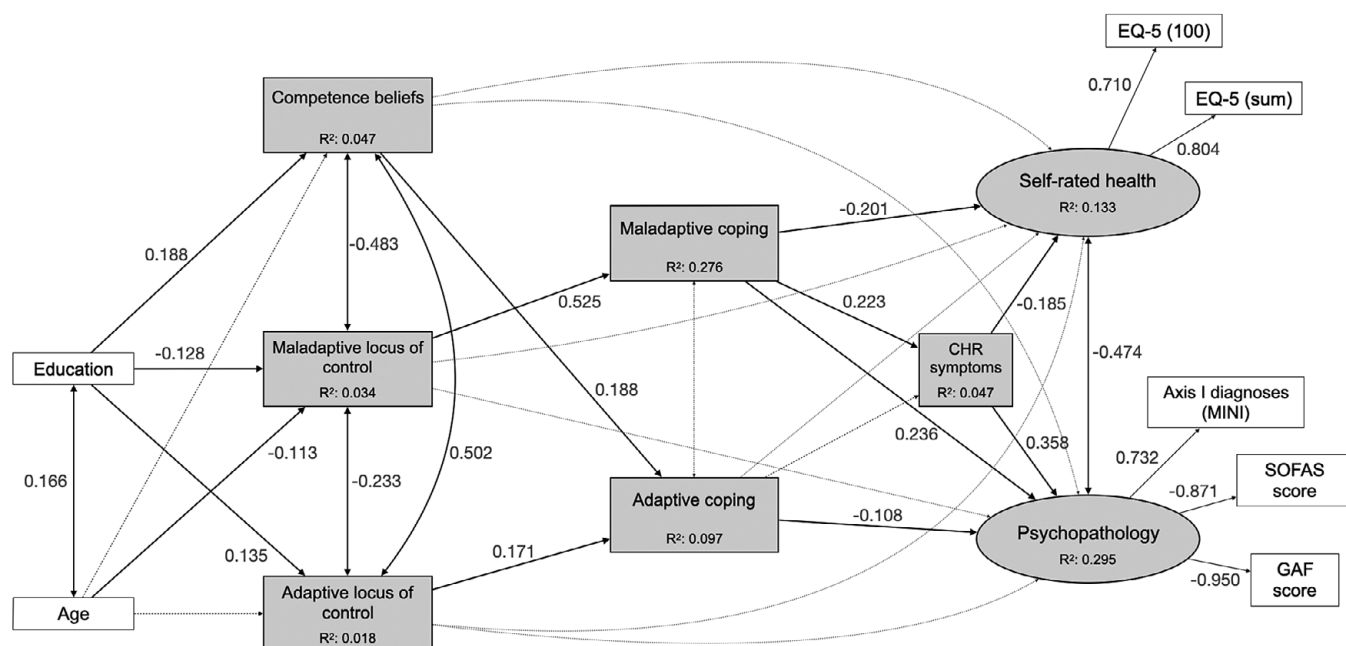 EQ-5 (100)
0.710
EQ-5 (sum)
0.804
Competence beliefs
R²: 0.047
Self-rated health
R²: 0.133
Maladaptive coping
R²: 0.276
-0.201
0.188
-0.483
0.525
0.223
-0.185
-0.474
Education
-0.128
Maladaptive locus of
control
R²: 0.034
CHR
symptoms
R²: 0.047
0.188
0.236
0.358
Axis I diagnoses
(MINI)
0.732
0.166
-0.113
-0.233
0.502
Adaptive coping
R²: 0.097
-0.108
-0.871
SOFAS
score
0.135
0.171
Psychopathology
R²: 0.295
-0.950
GAF
score
Age
Adaptive locus of
control
R²: 0.018